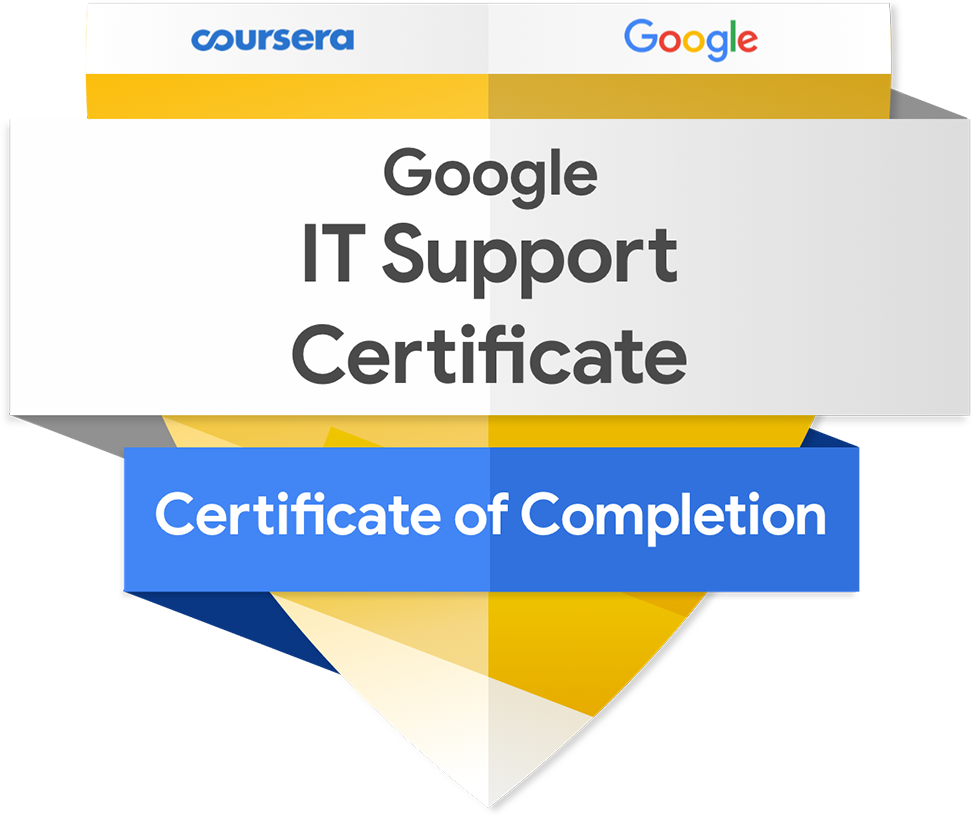 coursera Google
Google
IT Support
Certificate
Certificate of Completion